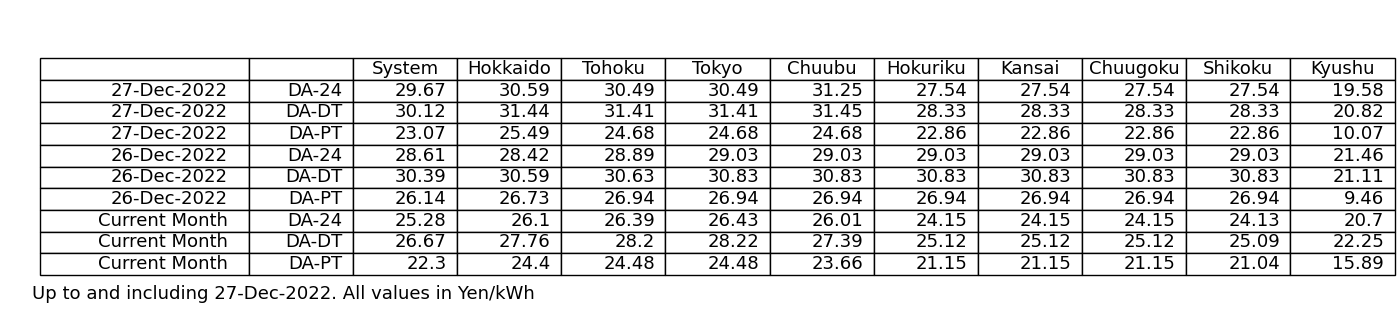 System Hokkaido Tohoku Tokyo Chuubu Hokuriku Kansai Chuugoku Shikoku Kyushu
27-Dec-2022 DA-24 29.67 30.59 30.49 30.49 31.25 27.54 27.54 27.54 27.54 19.58
27-Dec-2022 DA-DT 30.12 31.44 31.41 31.41 31.45 28.33 28.33 28.33 28.33 20.82
27-Dec-2022 DA-PT 23.07 25.49 24.68 24.68 24.68 22.86 22.86 22.86 22.86 10.07
26-Dec-2022 DA-24 28.61 28.42 28.89 29.03 29.03 29.03 29.03 29.03 29.03 21.46
26-Dec-2022 DA-DT 30.39 30.59 30.63 30.83 30.83 30.83 30.83 30.83 30.83 21.11
26-Dec-2022 DA-PT 26.14 26.73 26.94 26.94 26.94 26.94 26.94 26.94 26.94 9.46
Current Month DA-24 25.28 26.1 26.39 26.43 26.01 24.15 24.15 24.15 24.13 20.7
Current Month DA-DT 26.67 27.76 28.2 28.22 27.39 25.12 25.12 25.12 25.09 22.25
Current Month DA-PT 22.3 24.4 24.48 24.48 23.66 21.15 21.15 21.15 21.04 15.89
Up to and including 27-Dec-2022. All values in Yen/kWh